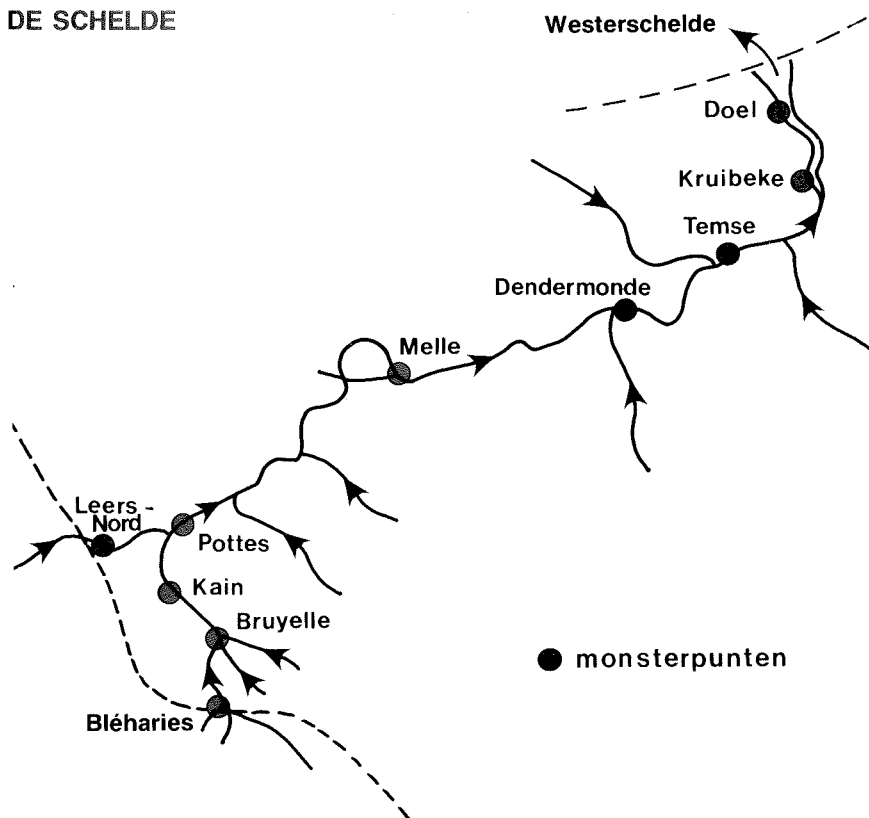 DE SCHELDE
Westerschelde
Doel
Kruibeke
Temse
Dendermonde
Melle
Leers-
Nord
Pottes
Kain
Bruyelle
monsterpunten
Bléharies